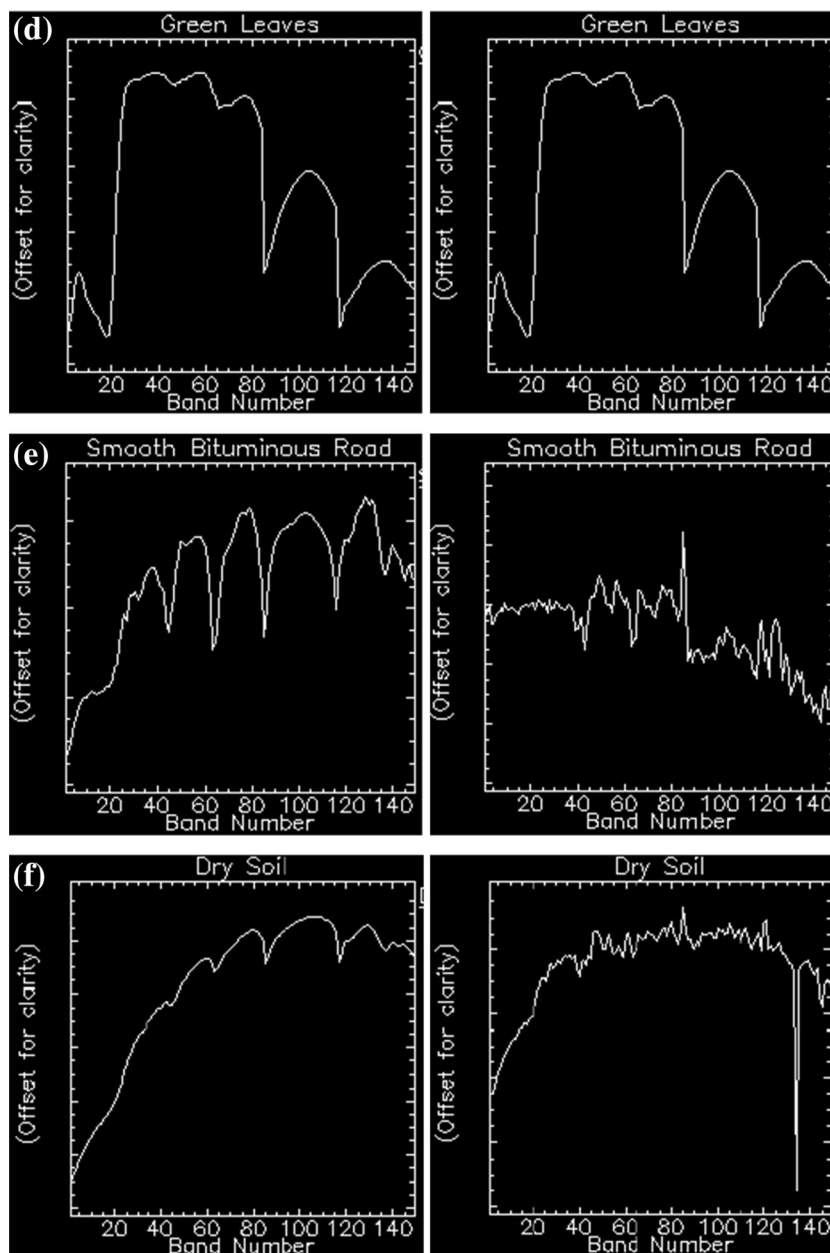 (d)
Green Leaves
Green Leaves
(Offset for clarity)
(Offset for clarity)
20 40 60 80 100 120 140
20 40 60 80 100 120 140
Band Number
Band Number
(e)
Smooth Bituminous Road
Smooth Bituminous Road
(Offset for clarity)
(Offset for clarity)
20 40 60 80 100 120 140
20 40 60 80 100 120 140
Band Number
Band Number
(f)
Dry Soil
Dry Soil
(Offset for clarity)
(Offset for clarity)
20 40 60 80 100 120 140
20 40 60 80 100 120 140
Band Number
Band Number